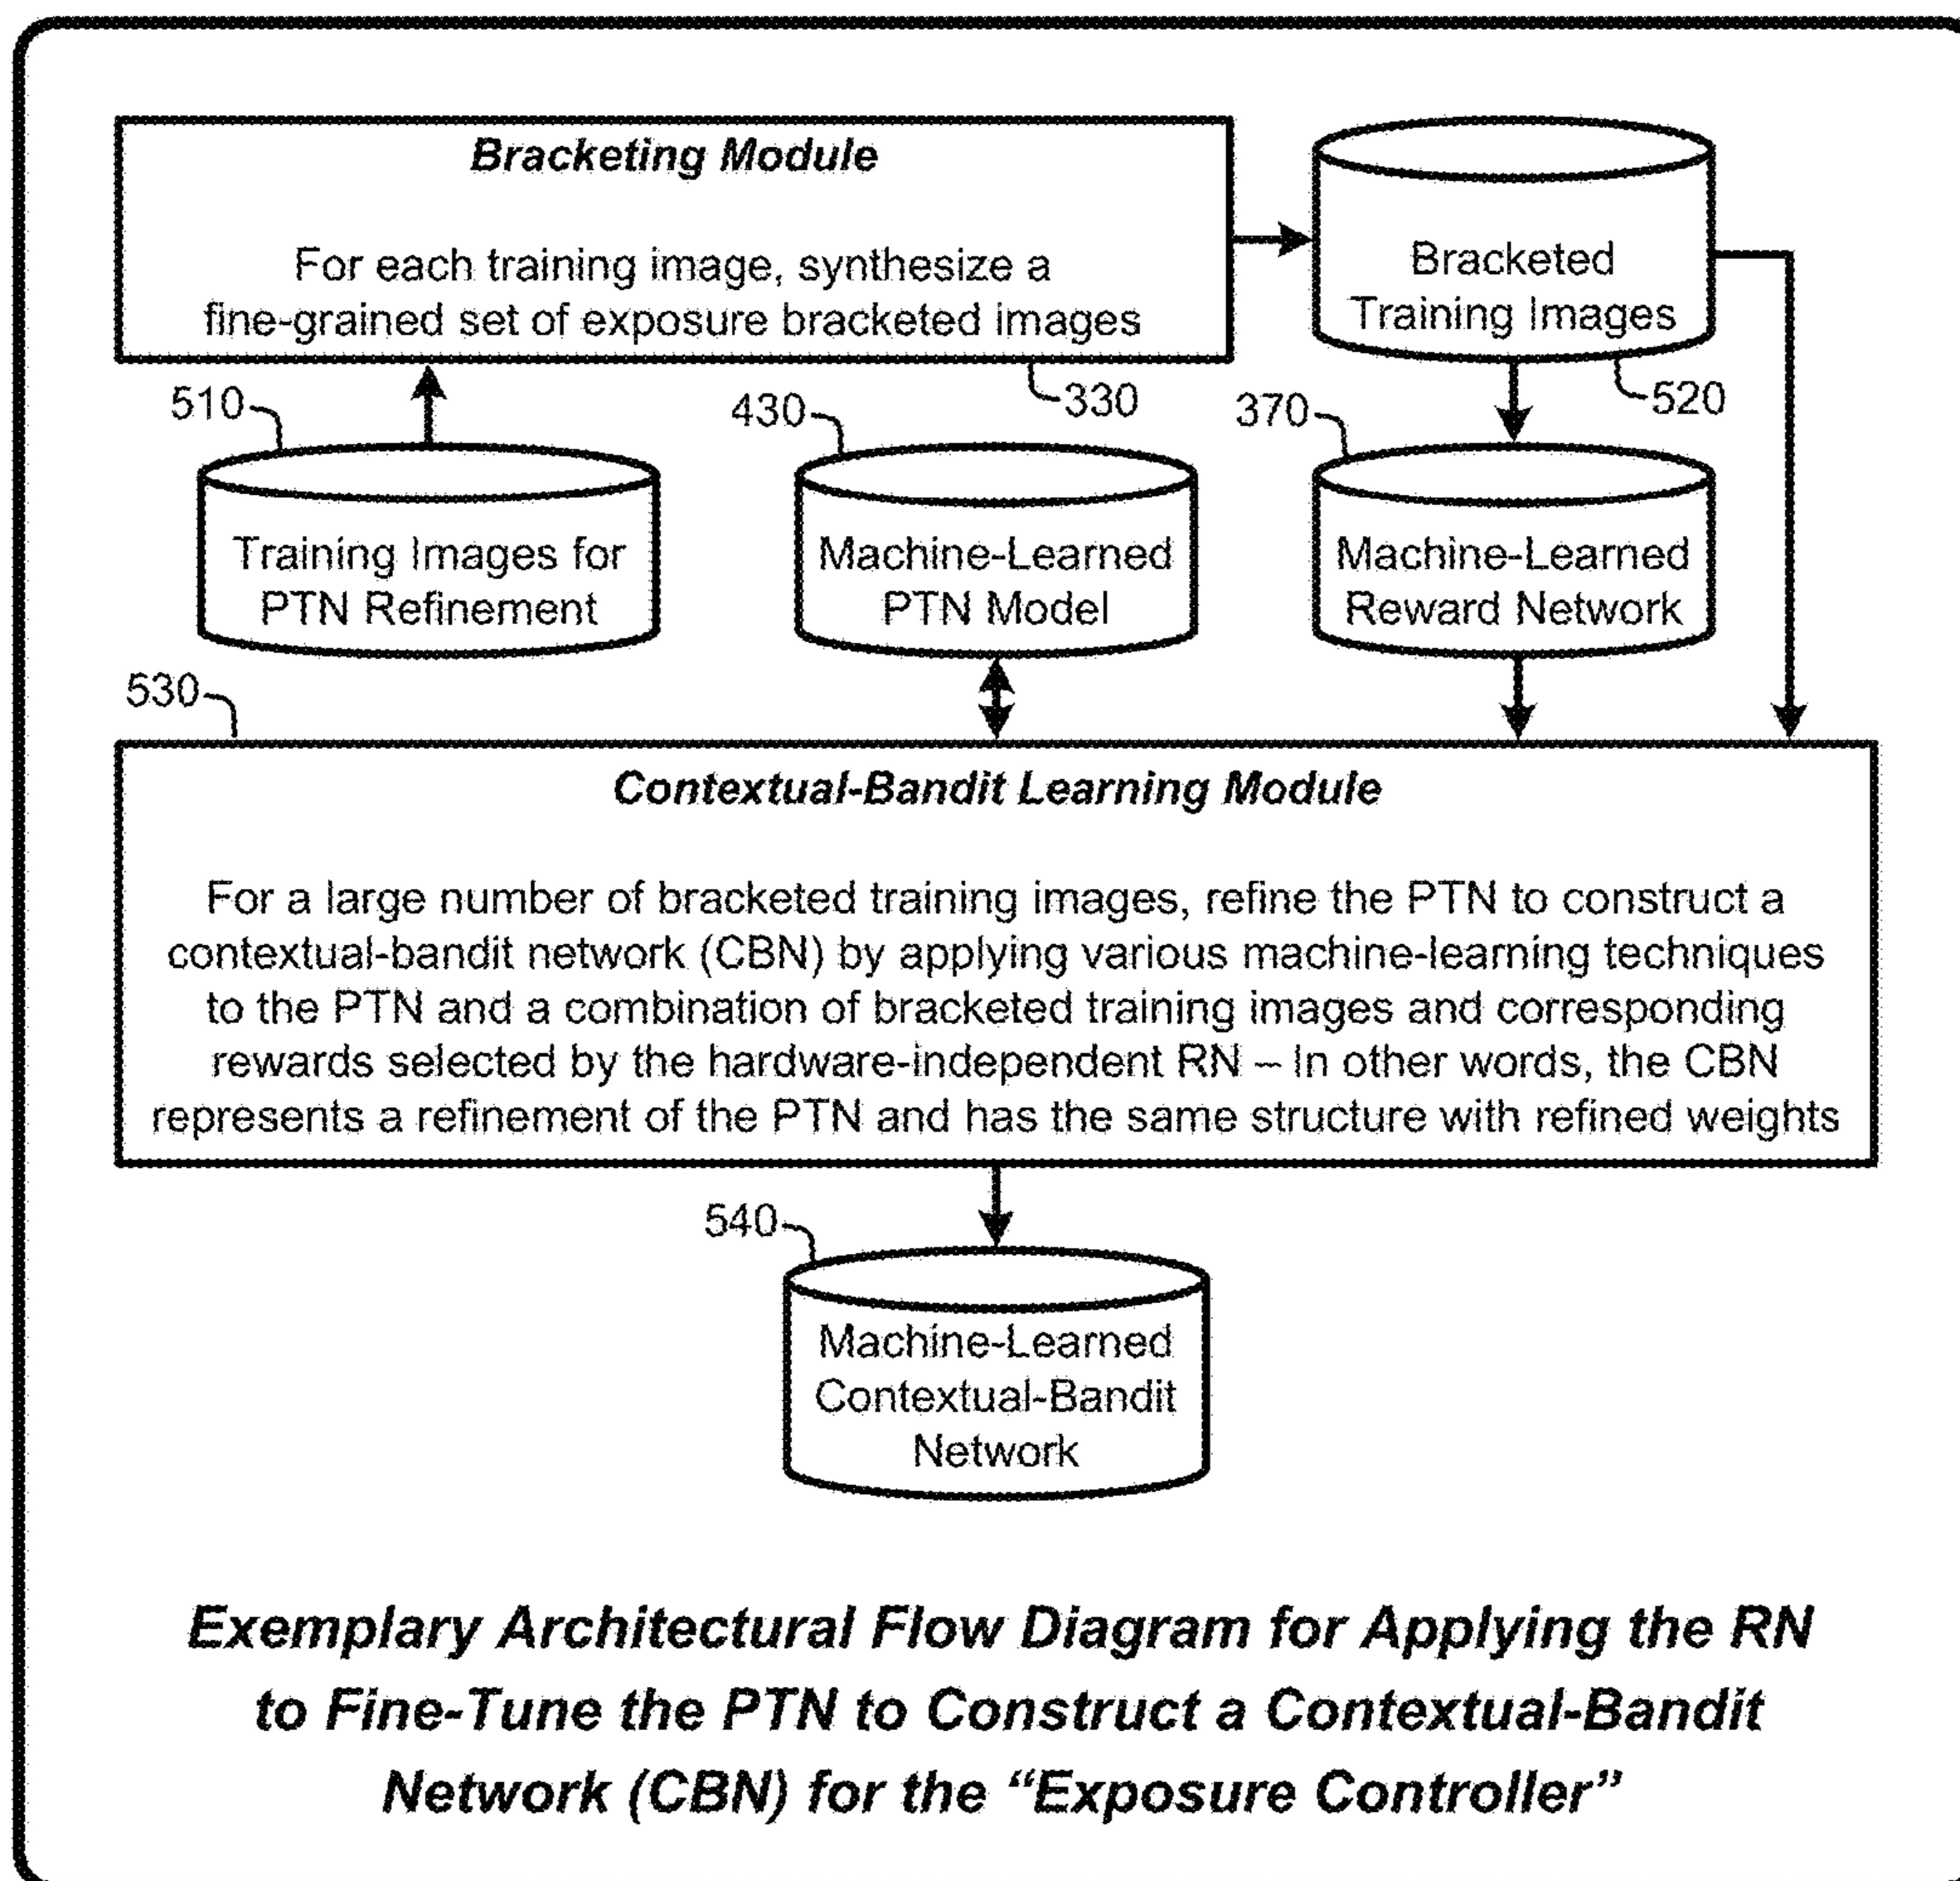 Bracketing Module
For each training image, synthesize a
fine-grained set of exposure bracketed images
Bracketed
Training Images
510
430
330
370
520
Training Images for
PTN Refinement
Machine-Learned
PTN Model
Machine-Learned
Reward Network
530
Contextual-Bandit Learning Module
For a large number of bracketed training images, refine the PTN to construct a
contextual-bandit network (CBN) by applying various machine-learning techniques
to the PTN and a combination of bracketed training images and corresponding
rewards selected by the hardware-independent RN – In other words, the CBN
represents a refinement of the PTN and has the same structure with refined weights
540
Machine-Learned
Contextual-Bandit
Network
Exemplary Architectural Flow Diagram for Applying the RN
to Fine-Tune the PTN to Construct a Contextual-Bandit
Network (CBN) for the “Exposure Controller”